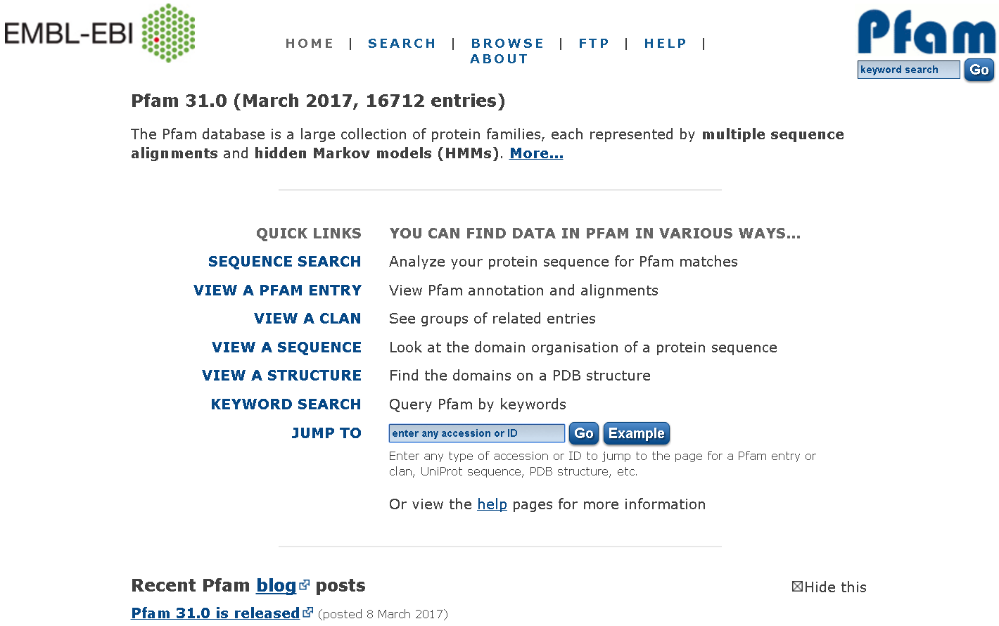 EMBL-EBI
HOME | SEARCH | BROWSE | FTP | HELP |
ABOUT
Pfam
keyword search Go
Pfam 31.0 (March 2017, 16712 entries)
The Pfam database is a large collection of protein families, each represented by multiple sequence
alignments and hidden Markov models (HMMs). More...
QUICK LINKS YOU CAN FIND DATA IN PFAM IN VARIOUS WAYS...
SEQUENCE SEARCH Analyze your protein sequence for Pfam matches
VIEW A PFAM ENTRY View Pfam annotation and alignments
VIEW A CLAN See groups of related entries
VIEW A SEQUENCE Look at the domain organisation of a protein sequence
VIEW A STRUCTURE Find the domains on a PDB structure
KEYWORD SEARCH Query Pfam by keywords
JUMP TO enter any accession or ID Go Example
Enter any type of accession or ID to jump to the page for a Pfam entry or
clan, UniProt sequence, PDB structure, etc.
Or view the help pages for more information
Recent Pfam blog posts Hide this
Pfam 31.0 is released (posted 8 March 2017)